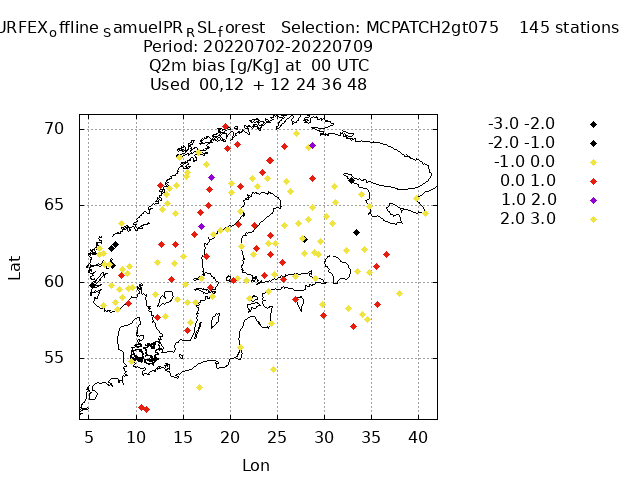 URFEXoffline SamuelPRRSLforest Selection: MCPATCH2gt075 145 stations
Period: 20220702-20220709
Q2m bias [g/Kg] at 00 UTC
Used 00,12 + 12 24 36 48
-3.0 -2.0
-2.0 -1.0
-1.0 0.0
0.0 1.0
1.0 2.0
2.0 3.0
70
65
60
55
Lat
5 10 15 20 25 30 35 40
Lon